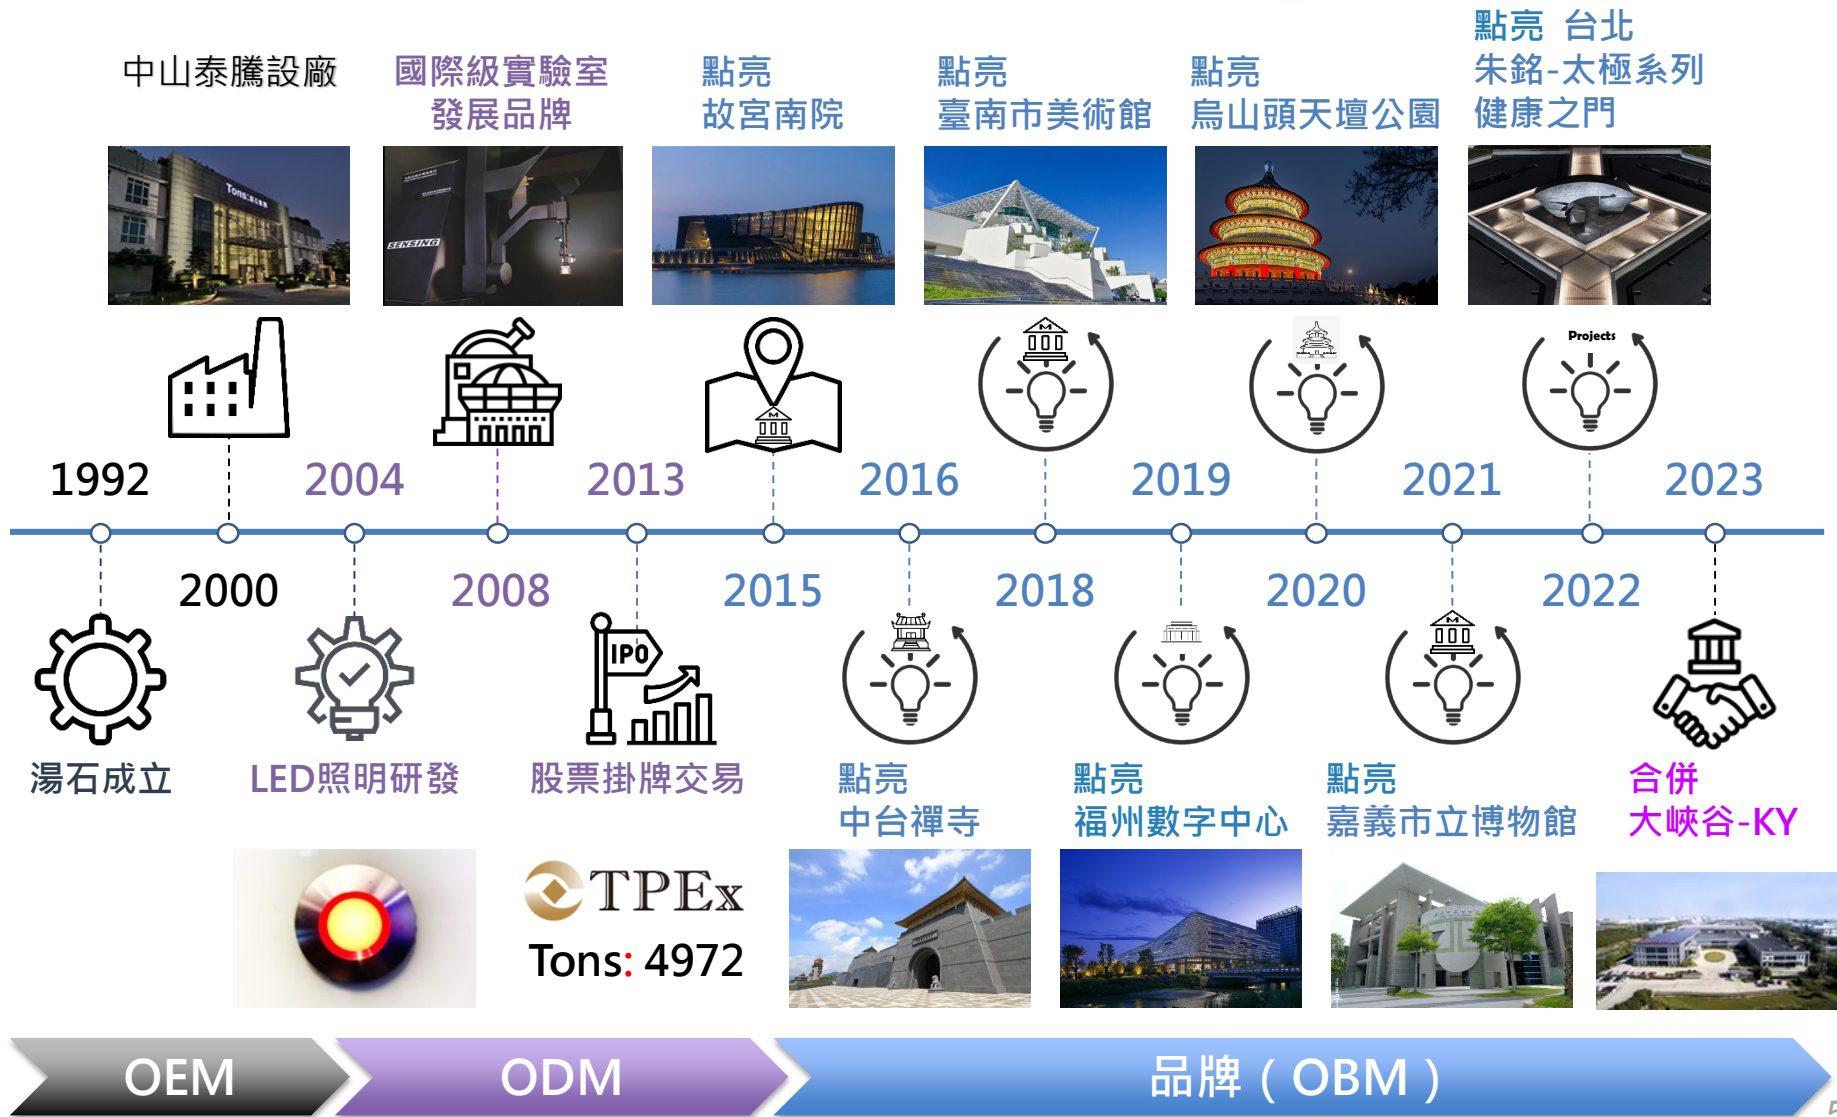 中山泰騰設廠
國際級實驗室
發展品牌
點亮
故宮南院
點亮
臺南市美術館
點亮
烏山頭天壇公園
點亮 台北
朱銘-太極系列
健康之門
Tons
SENSING
Projects
1992
2004
2013
2016
2019
2021
2023
2000
2008
2015
2018
2020
2022
IPO
湯石成立
LED照明研發
股票掛牌交易
點亮
中台禪寺
點亮
福州數字中心
點亮
嘉義市立博物館
合併
大峽谷-KY
TPEx
Tons: 4972
OEM
ODM
品牌（OBM）